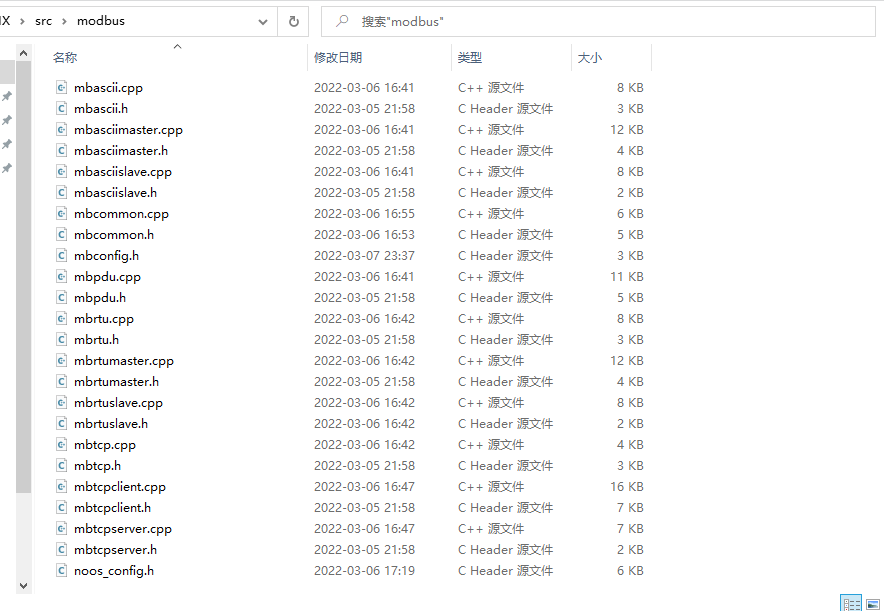 IX › src › modbus 搜索"modbus"
名称 修改日期 类型 大小
mbascii.cpp 2022-03-06 16:41 C++ 源文件 8 KB
mbascii.h 2022-03-05 21:58 C Header 源文件 3 KB
mbasciimaster.cpp 2022-03-06 16:41 C++ 源文件 12 KB
mbasciimaster.h 2022-03-05 21:58 C Header 源文件 4 KB
mbasciislave.cpp 2022-03-06 16:41 C++ 源文件 8 KB
mbasciislave.h 2022-03-05 21:58 C Header 源文件 2 KB
mbcommon.cpp 2022-03-06 16:55 C++ 源文件 6 KB
mbcommon.h 2022-03-06 16:53 C Header 源文件 5 KB
mbconfig.h 2022-03-07 23:37 C Header 源文件 3 KB
mbpdu.cpp 2022-03-06 16:41 C++ 源文件 11 KB
mbpdu.h 2022-03-05 21:58 C Header 源文件 5 KB
mbrtu.cpp 2022-03-06 16:42 C++ 源文件 8 KB
mbrtu.h 2022-03-05 21:58 C Header 源文件 3 KB
mbrtumaster.cpp 2022-03-06 16:42 C++ 源文件 12 KB
mbrtumaster.h 2022-03-05 21:58 C Header 源文件 4 KB
mbrtuslave.cpp 2022-03-06 16:42 C++ 源文件 8 KB
mbrtuslave.h 2022-03-05 21:58 C Header 源文件 2 KB
mbtcp.cpp 2022-03-06 16:42 C++ 源文件 4 KB
mbtcp.h 2022-03-05 21:58 C Header 源文件 3 KB
mbtcpclient.cpp 2022-03-06 16:47 C++ 源文件 16 KB
mbtcpclient.h 2022-03-05 21:58 C Header 源文件 7 KB
mbtcpserver.cpp 2022-03-06 16:47 C++ 源文件 7 KB
mbtcpserver.h 2022-03-05 21:58 C Header 源文件 2 KB
noos_config.h 2022-03-06 17:19 C Header 源文件 6 KB